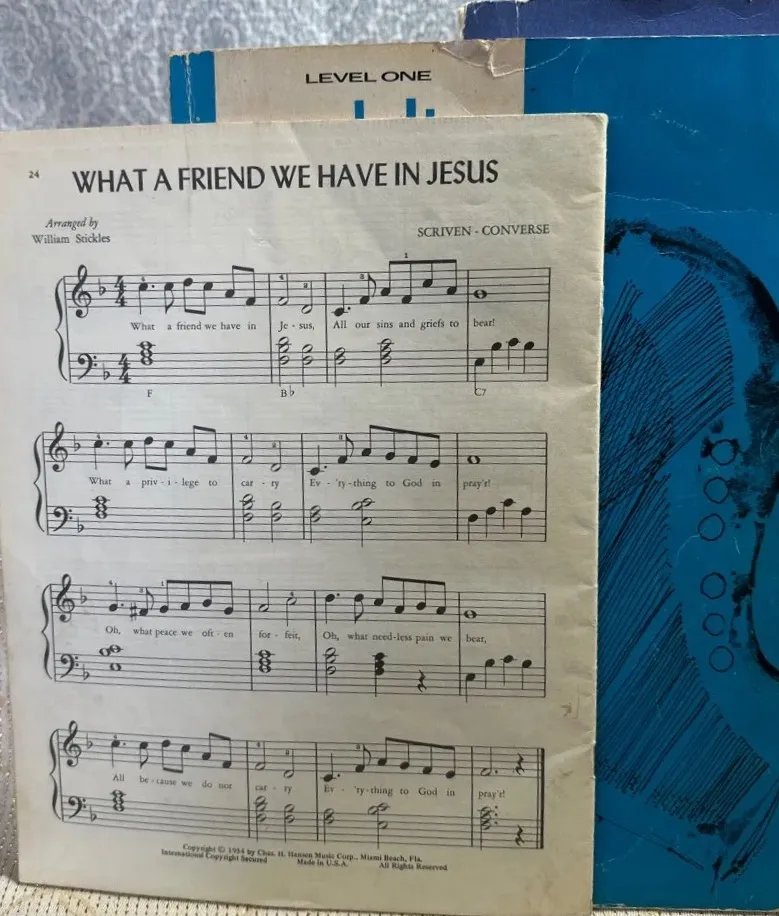 LEVEL ONE
24
WHAT A FRIEND WE HAVE IN JESUS
Arranged by
William Stickles
SCRIVEN - CONVERSE
What a friend we have in Je - sus, All our sins and griefs to bear!
F B♭ C7
What a priv - i - lege to car - ry Ev - 'ry - thing to God in pray'r!
Oh, what peace we oft - en for - feit, Oh, what need - less pain we bear,
All be - cause we do not car - ry Ev - 'ry - thing to God in pray'r!
Copyright © 1954 by Chas. H. Hansen Music Corp., Miami Beach, Fla.
International Copyright Secured Made in U.S.A. All Rights Reserved